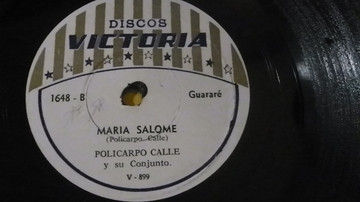 DISCOS
VICTORIA
1648 - B
Guararé
MARIA SALOME
(Policarpo Calle)
POLICARPO CALLE
y su Conjunto.
V - 899